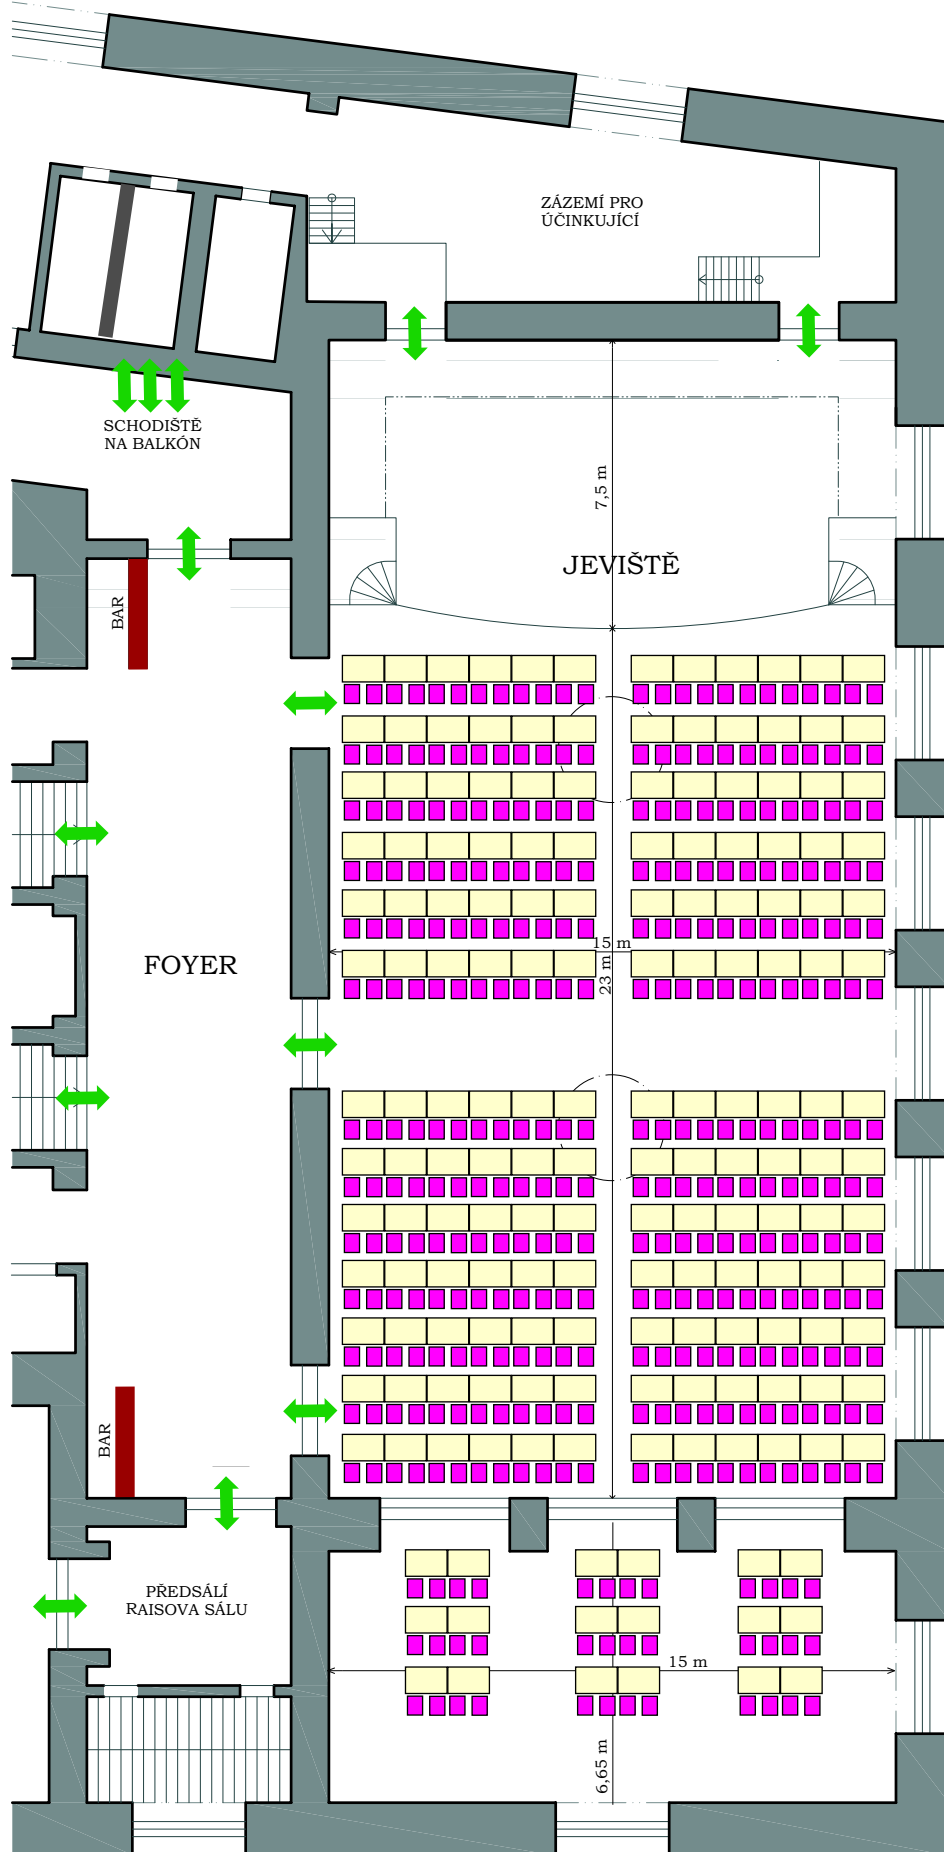 ZÁZEMÍ PRO
ÚČINKUJÍCÍ
SCHODIŠTĚ
NA BALKÓN
7,5 m
JEVIŠTĚ
BAR
15 m
23 m
FOYER
BAR
PŘEDSÁLÍ
RAISOVA SÁLU
15 m
6,65 m